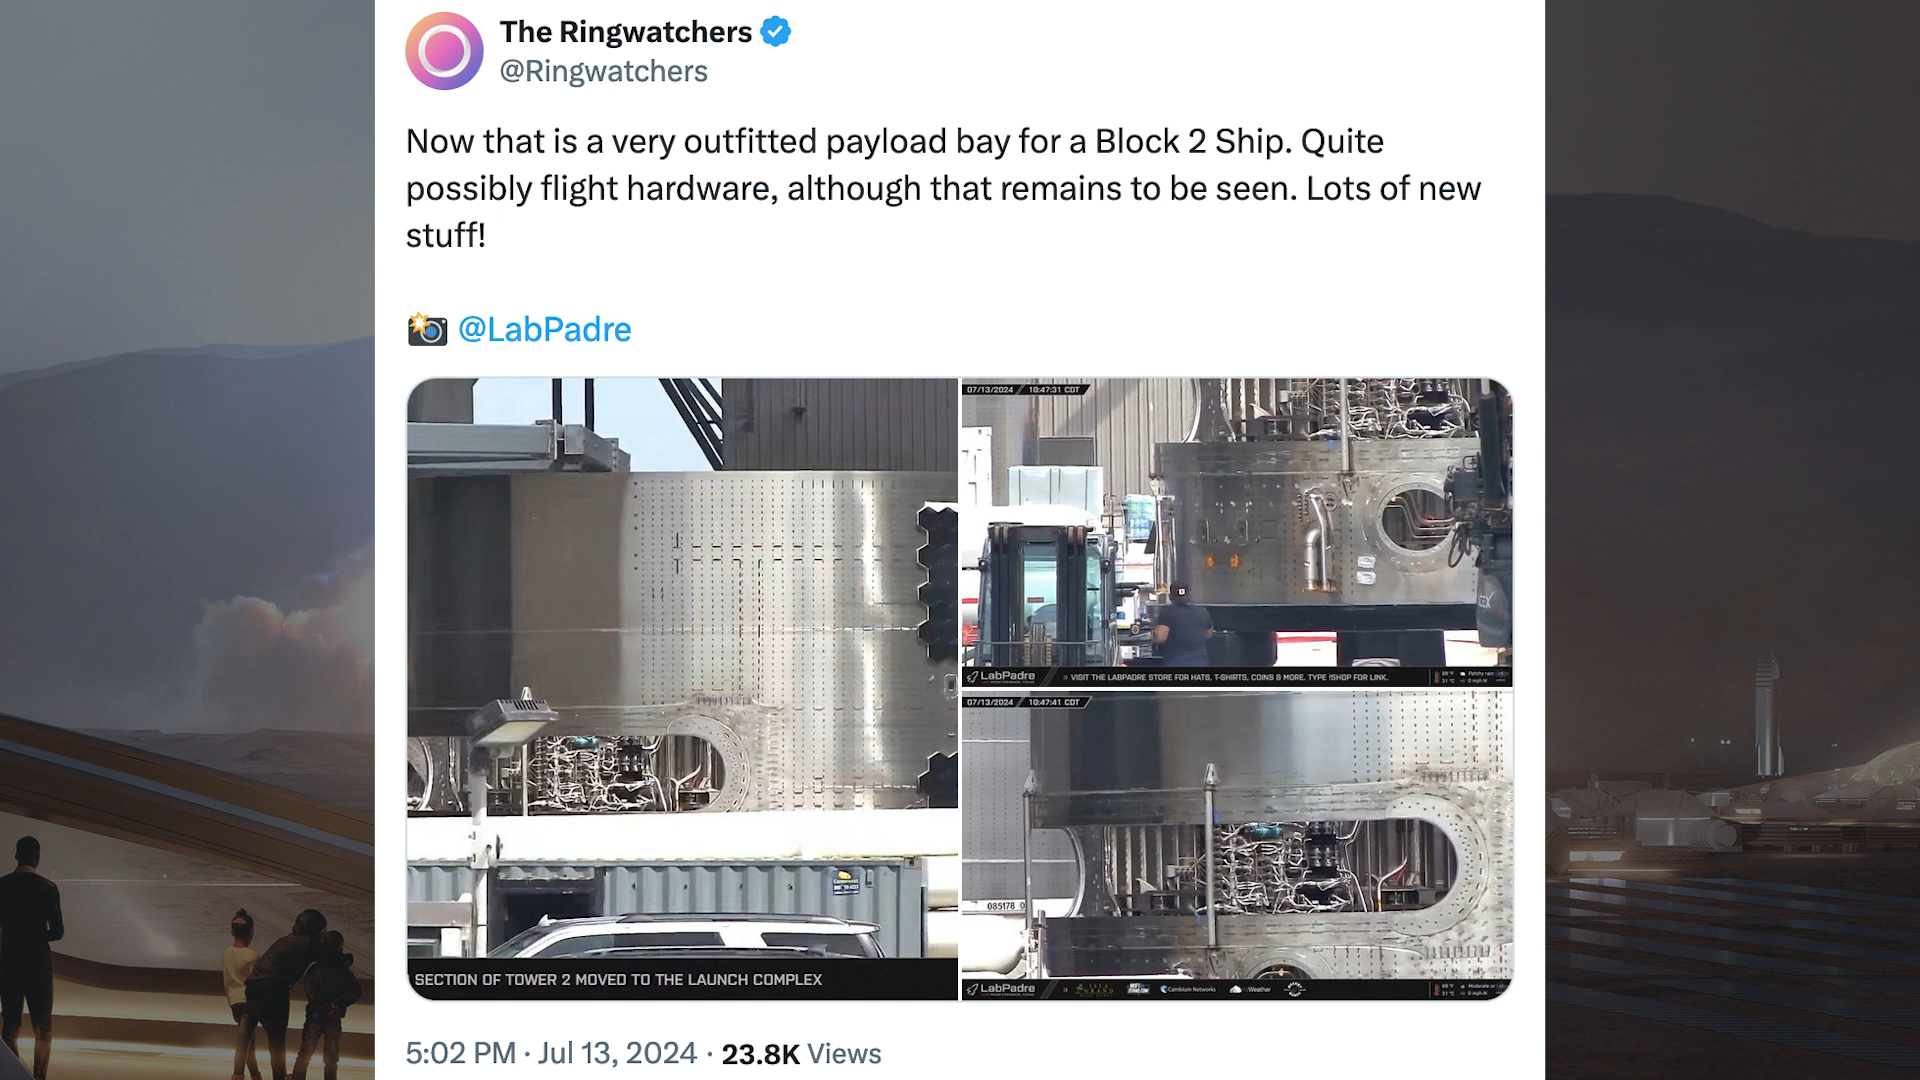 The Ringwatchers
@Ringwatchers
Now that is a very outfitted payload bay for a Block 2 Ship. Quite
possibly flight hardware, although that remains to be seen. Lots of new
stuff!
@LabPadre
07/13/2024 10:47:31 CDT
LabPadre
VISIT THE LABPADRE STORE FOR HATS, T-SHIRTS, COINS & MORE. TYPE !SHOP FOR LINK.
07/13/2024 10:47:41 CDT
085178
SECTION OF TOWER 2 MOVED TO THE LAUNCH COMPLEX
LabPadre
Cambium Networks
Weather
5:02 PM · Jul 13, 2024 · 23.8K Views